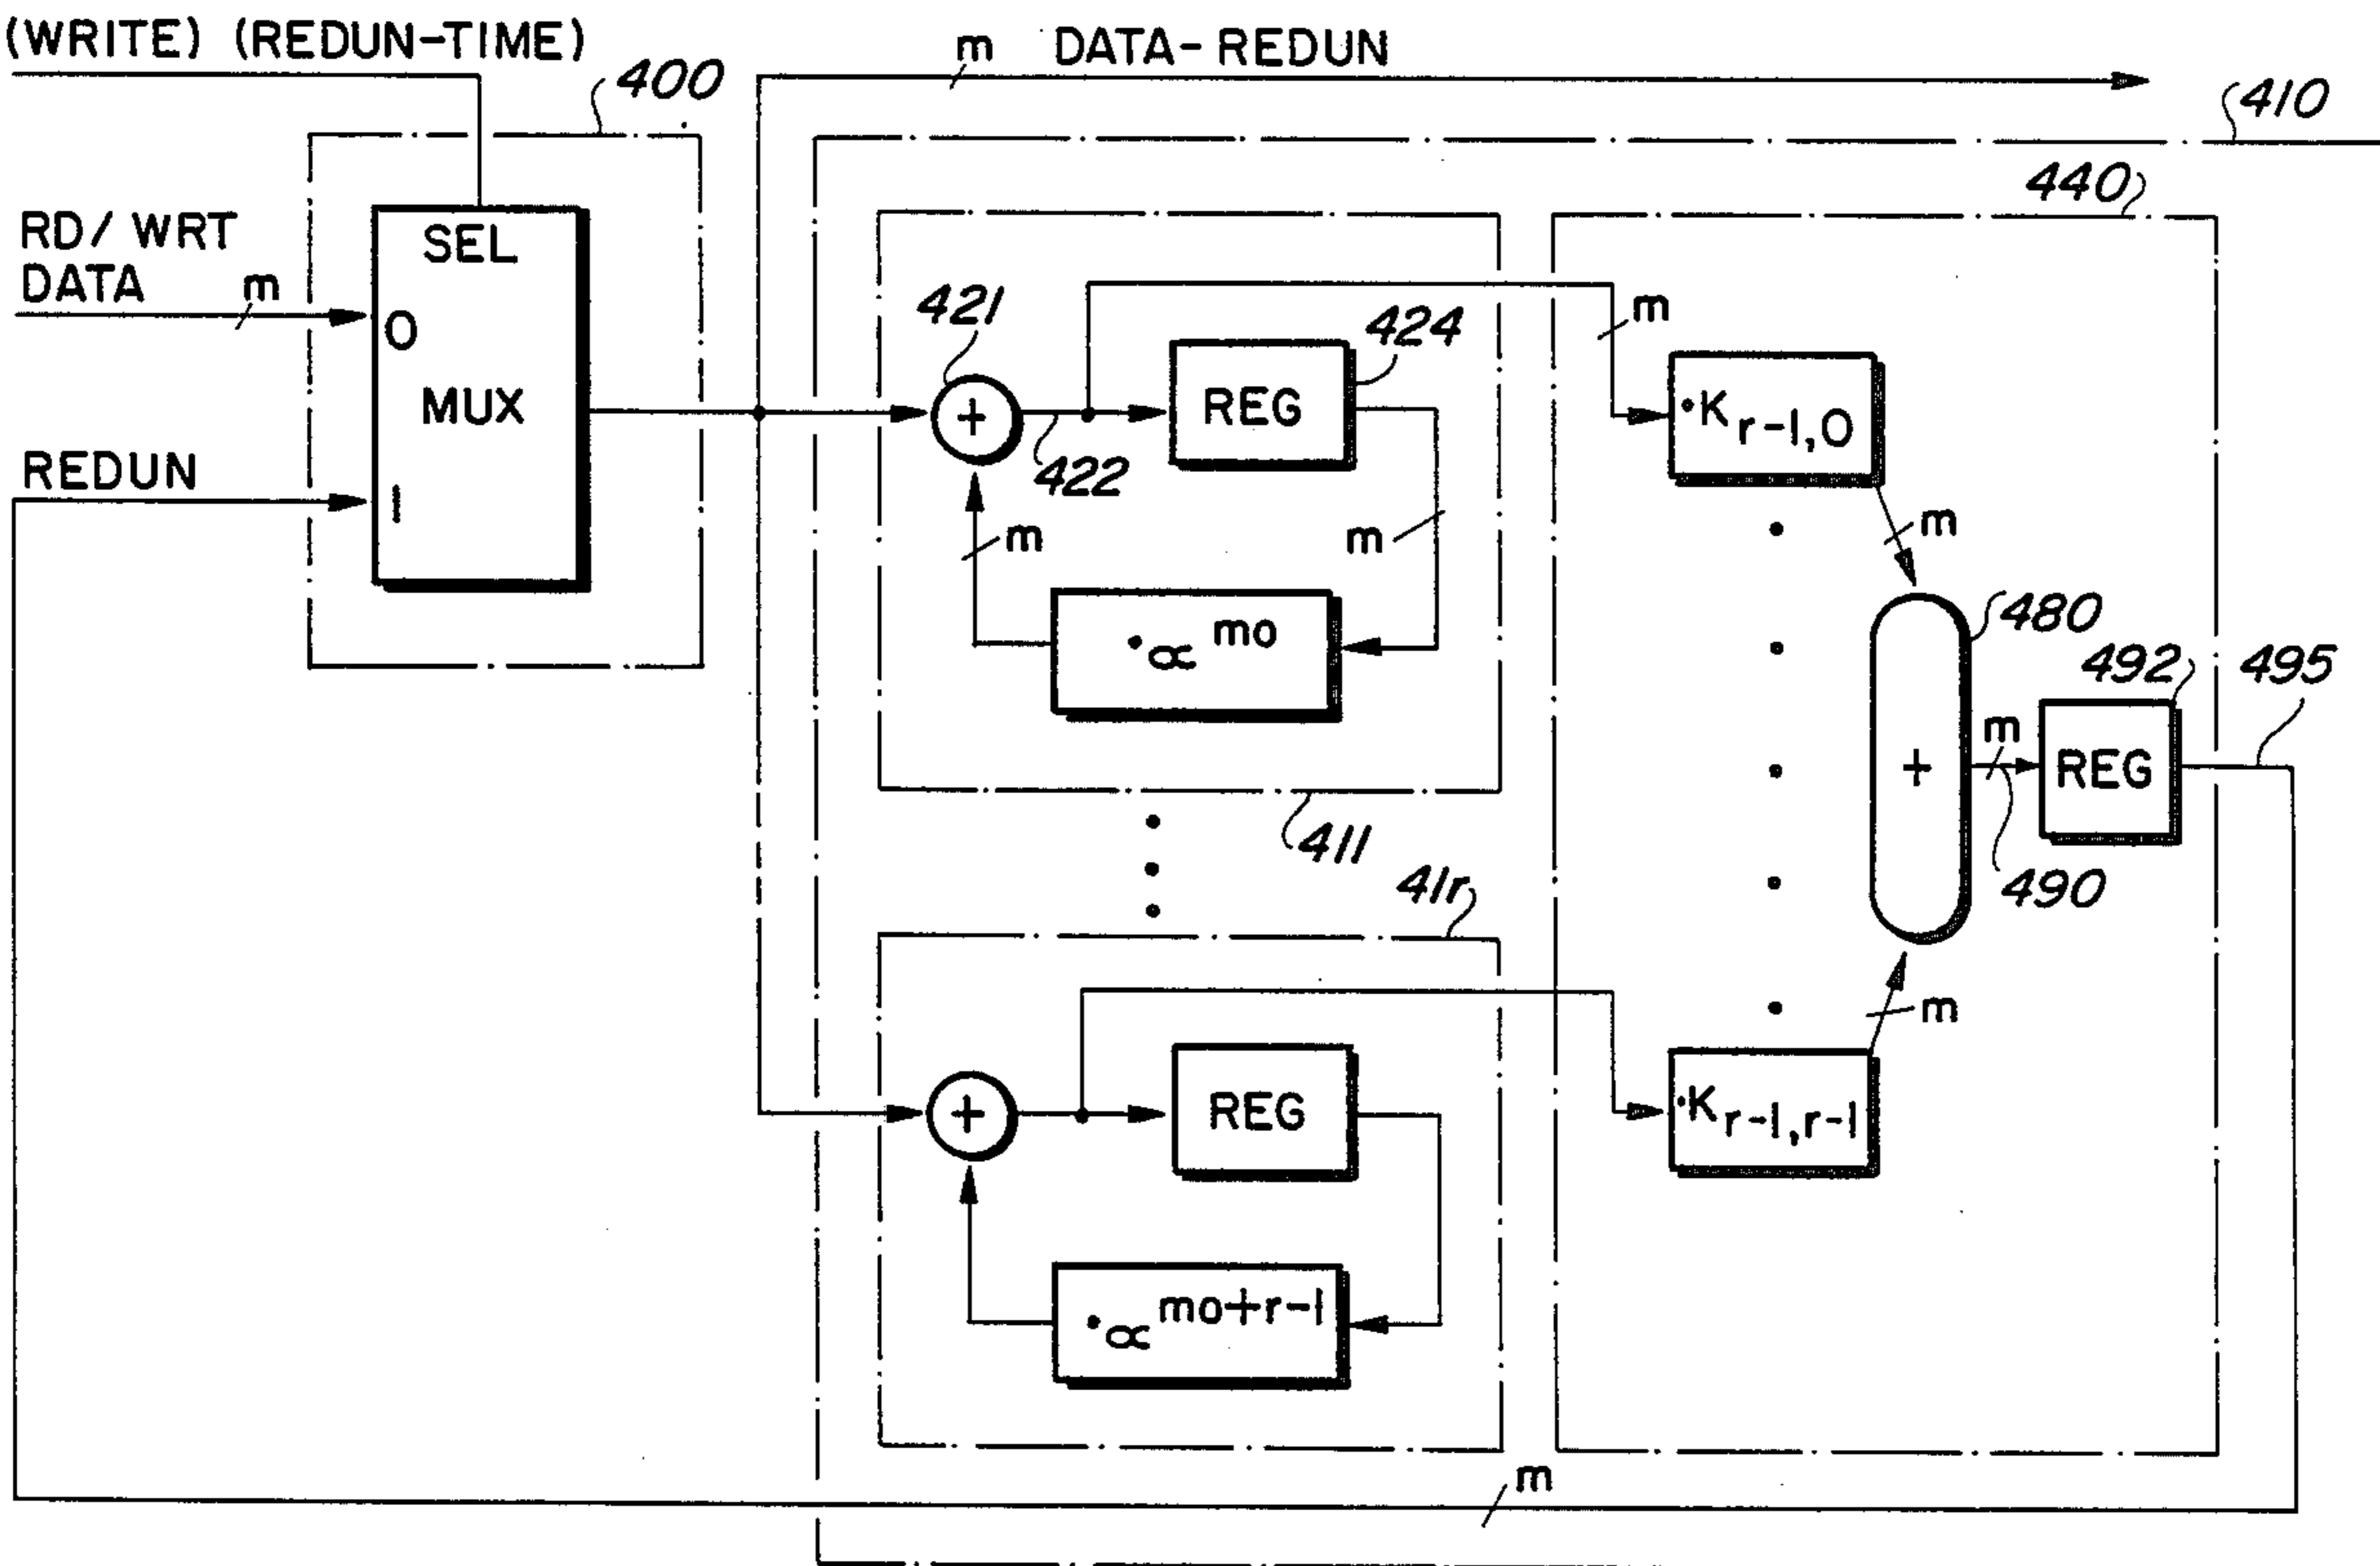 (WRITE) (REDUN-TIME)
m DATA-REDUN
400
410
440
RD/ WRT
DATA m
SEL
0
MUX
REDUN
1
421
422
+
REG
424
m
m
m
•∝ mo
•K r-1,0
m
480
492
495
+
m
REG
490
411
41r
m
+
REG
•K r-1,r-1
•∝ mo+r-1
m